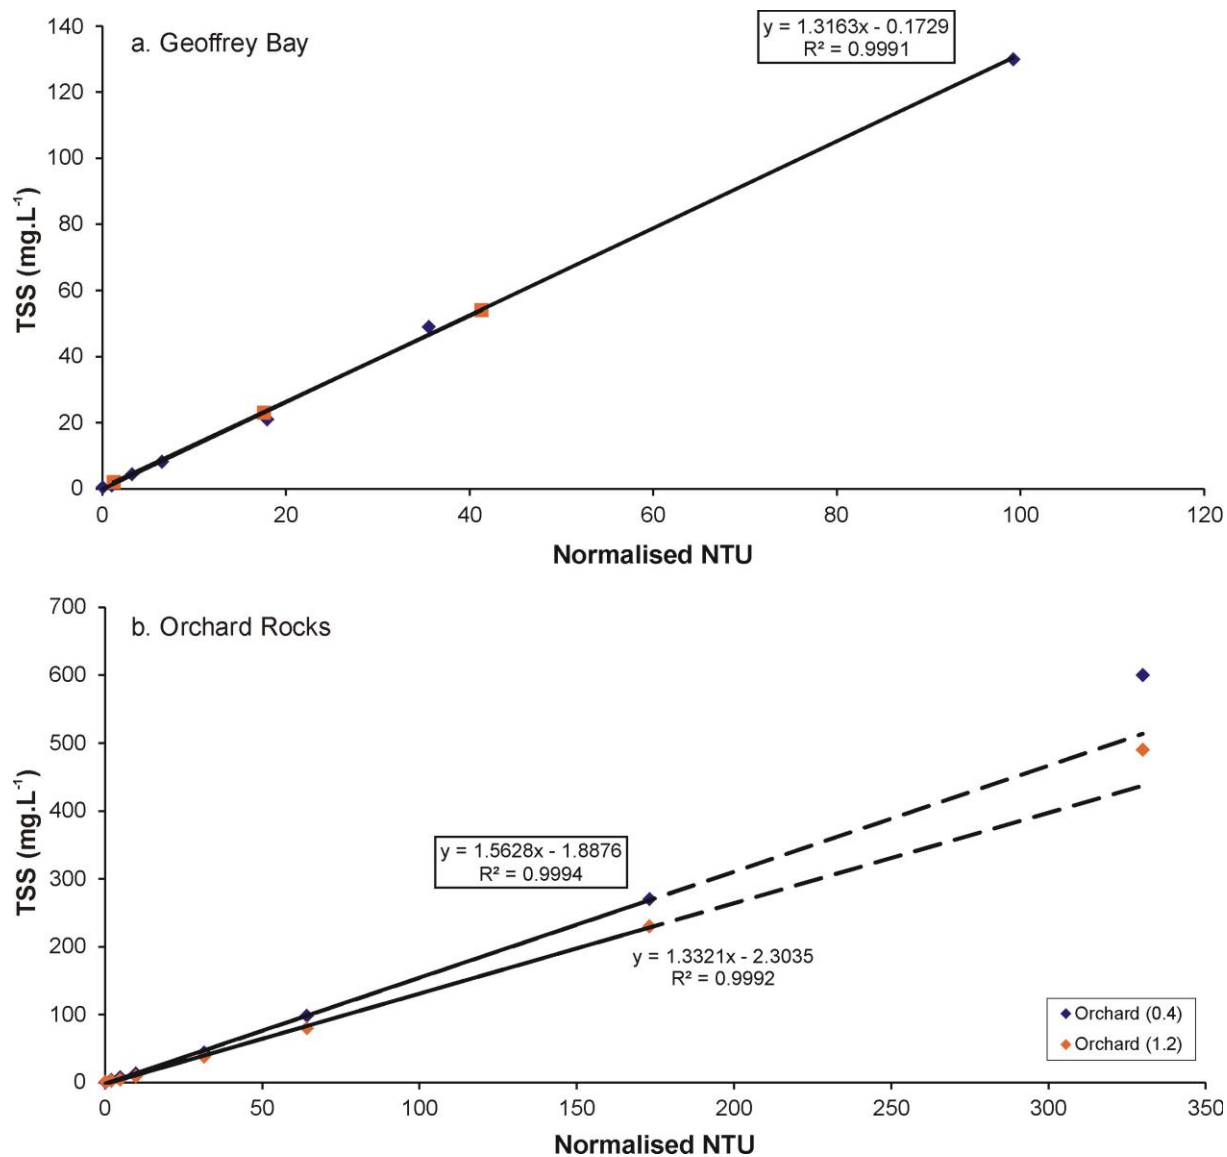 a. Geoffrey Bay
y = 1.3163x - 0.1729
R² = 0.9991
140
120
100
80
60
40
20
0
TSS (mg.L⁻¹)
0 20 40 60 80 100 120
Normalised NTU
b. Orchard Rocks
700
600
500
400
300
200
100
0
TSS (mg.L⁻¹)
y = 1.5628x - 1.8876
R² = 0.9994
y = 1.3321x - 2.3035
R² = 0.9992
Orchard (0.4)
Orchard (1.2)
0 50 100 150 200 250 300 350
Normalised NTU